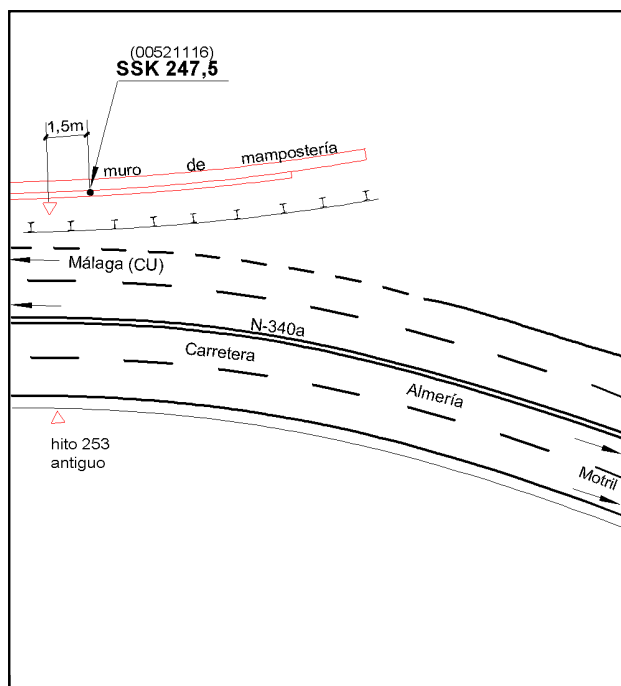 (00521116)
SSK 247,5
1,5m
muro de mampostería
Málaga (CU)
N-340a
Carretera
Almería
hito 253
antiguo
Motril